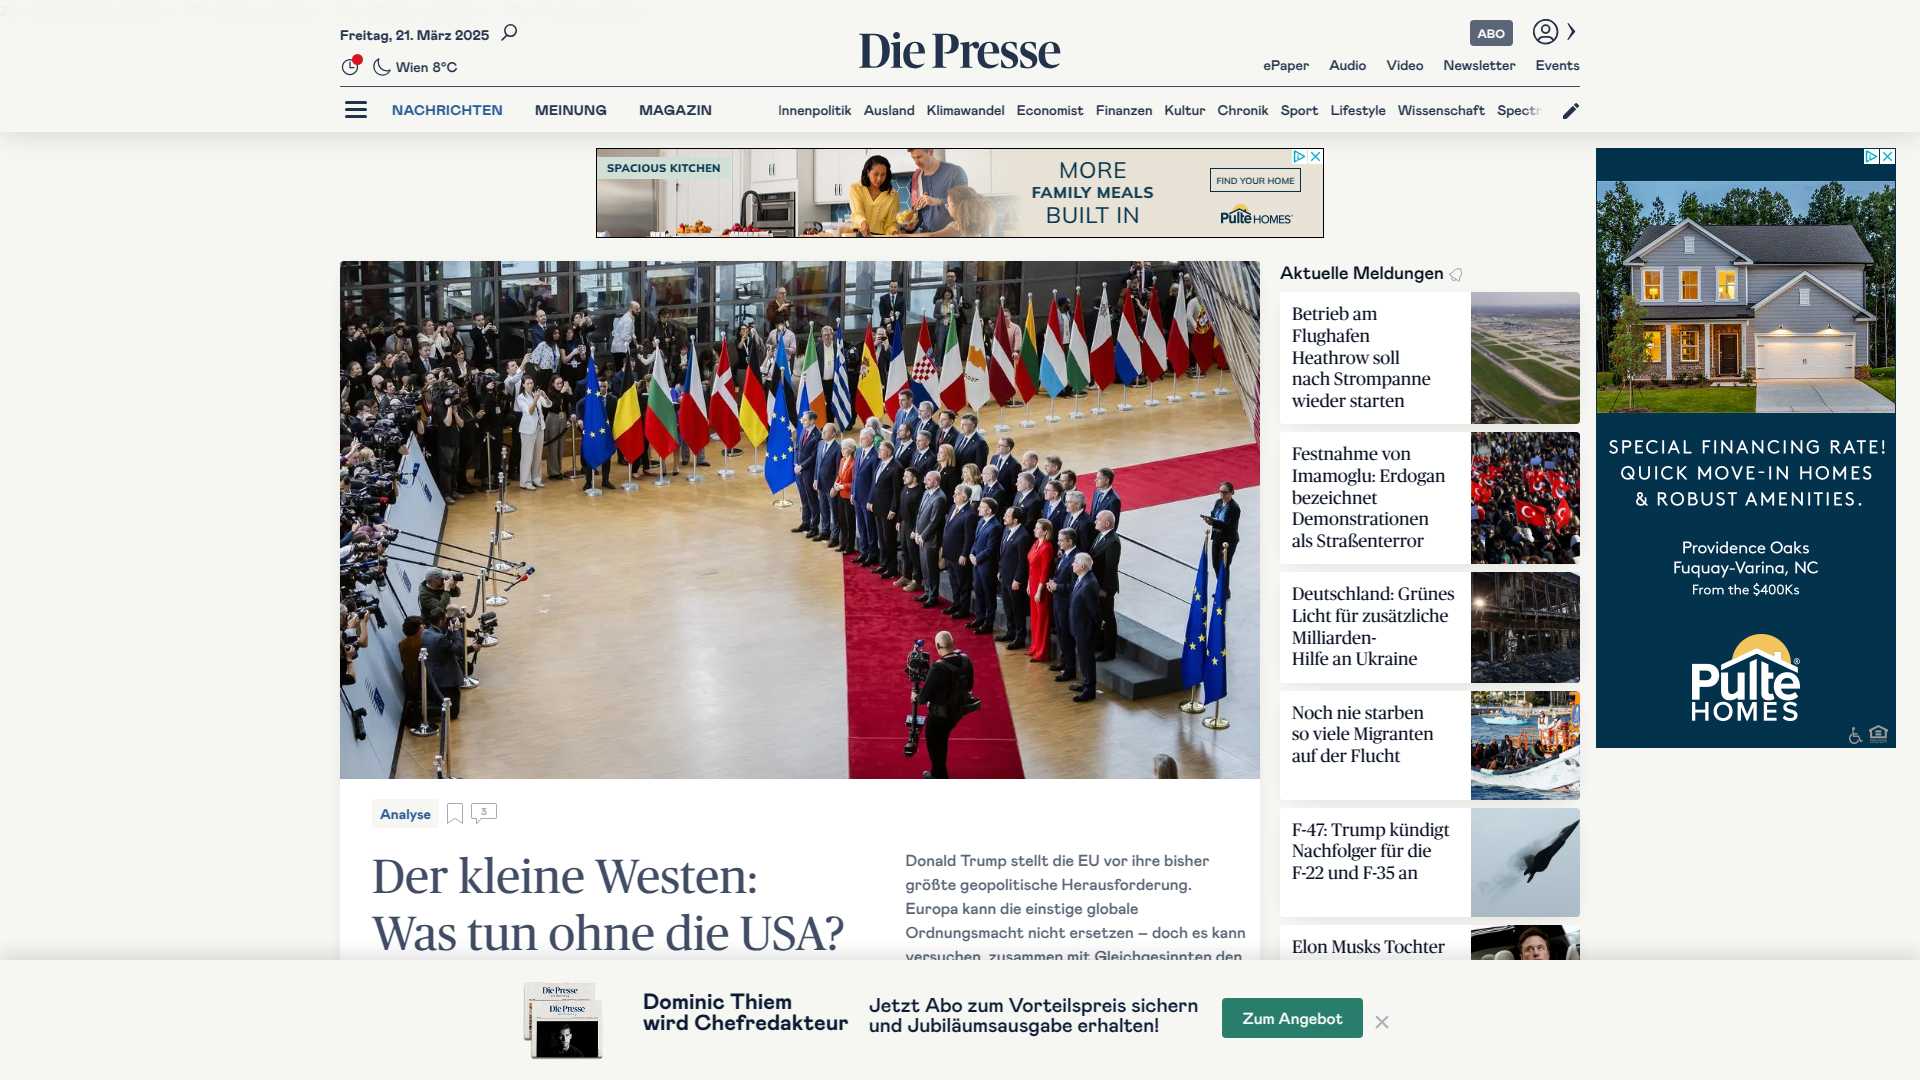 Freitag, 21. März 2025
Wien 8°C
Die Presse
ABO
ePaper Audio Video Newsletter Events
NACHRICHTEN MEINUNG MAGAZIN Innenpolitik Ausland Klimawandel Economist Finanzen Kultur Chronik Sport Lifestyle Wissenschaft Spectr
SPACIOUS KITCHEN
MORE
FAMILY MEALS
BUILT IN
FIND YOUR HOME
Pulte HOMES
Aktuelle Meldungen
Betrieb am
Flughafen
Heathrow soll
nach Strompanne
wieder starten
Festnahme von
Imamoglu: Erdogan
bezeichnet
Demonstrationen
als Straßenterror
Deutschland: Grünes
Licht für zusätzliche
Milliarden-
Hilfe an Ukraine
Noch nie starben
so viele Migranten
auf der Flucht
F-47: Trump kündigt
Nachfolger für die
F-22 und F-35 an
Elon Musks Tochter
SPECIAL FINANCING RATE!
QUICK MOVE-IN HOMES
& ROBUST AMENITIES.
Providence Oaks
Fuquay-Varina, NC
From the $400Ks
Pulte
HOMES
Analyse
3
Der kleine Westen:
Was tun ohne die USA?
Donald Trump stellt die EU vor ihre bisher
größte geopolitische Herausforderung.
Europa kann die einstige globale
Ordnungsmacht nicht ersetzen – doch es kann
versuchen, zusammen mit Gleichgesinnten den
Die Presse
Die Presse
Dominic Thiem
wird Chefredakteur
Jetzt Abo zum Vorteilspreis sichern
und Jubiläumsausgabe erhalten!
Zum Angebot